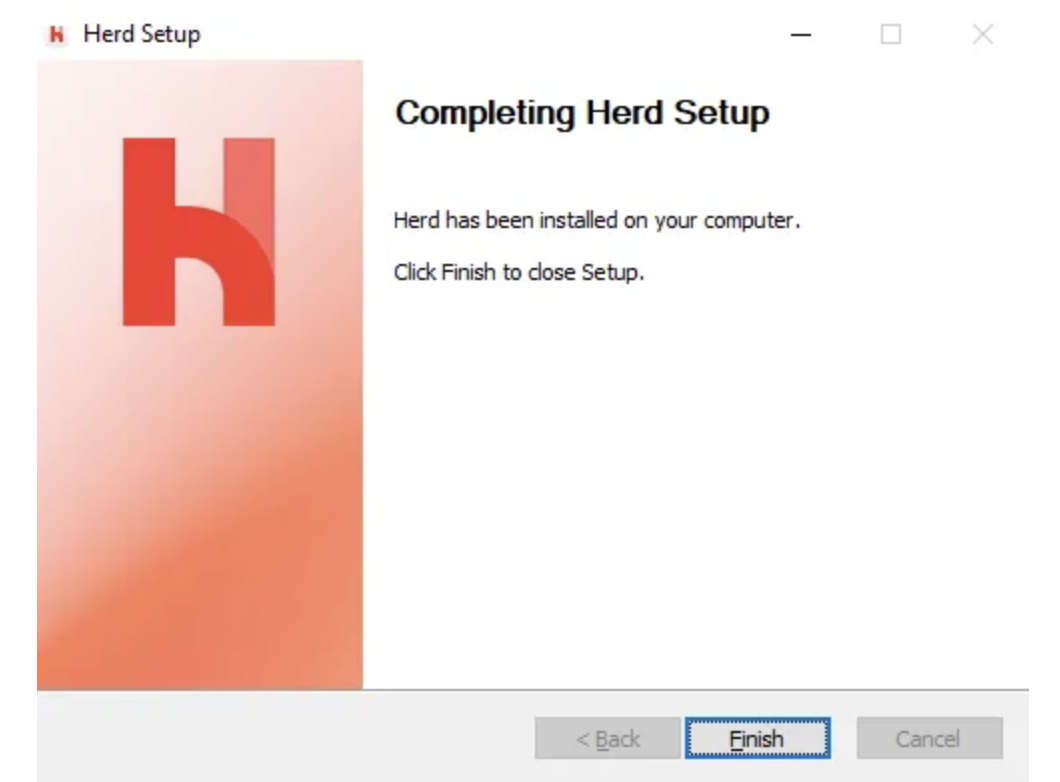 Herd Setup
Completing Herd Setup
Herd has been installed on your computer.
Click Finish to close Setup.
< Back
Finish
Cancel